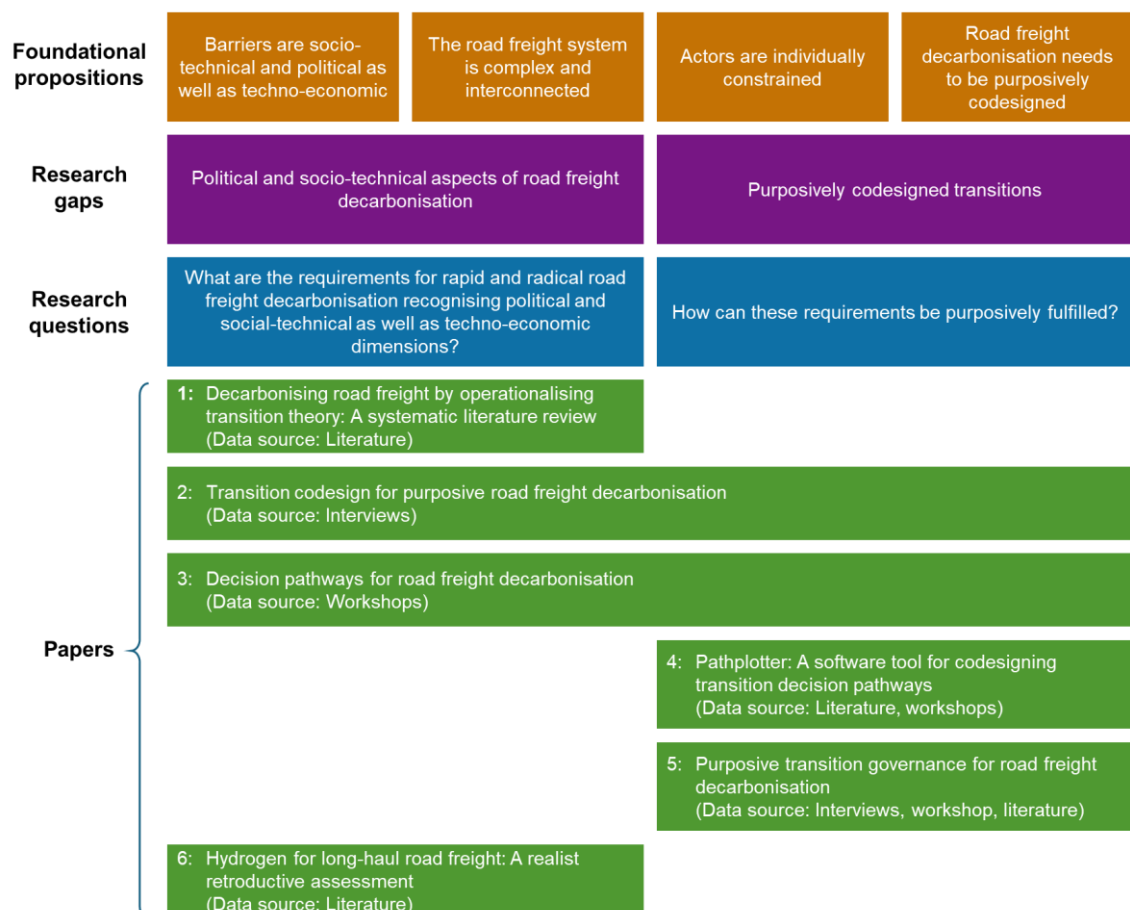 Foundational
propositions
Barriers are socio-
technical and political as
well as techno-economic
The road freight system
is complex and
interconnected
Actors are individually
constrained
Road freight
decarbonisation needs
to be purposively
codesigned
Research
gaps
Political and socio-technical aspects of road freight
decarbonisation
Purposively codesigned transitions
Research
questions
What are the requirements for rapid and radical road
freight decarbonisation recognising political and
social-technical as well as techno-economic
dimensions?
How can these requirements be purposively fulfilled?
Papers
1: Decarbonising road freight by operationalising
transition theory: A systematic literature review
(Data source: Literature)
2: Transition codesign for purposive road freight decarbonisation
(Data source: Interviews)
3: Decision pathways for road freight decarbonisation
(Data source: Workshops)
4: Pathplotter: A software tool for codesigning
transition decision pathways
(Data source: Literature, workshops)
5: Purposive transition governance for road freight
decarbonisation
(Data source: Interviews, workshop, literature)
6: Hydrogen for long-haul road freight: A realist
retroductive assessment
(Data source: Literature)